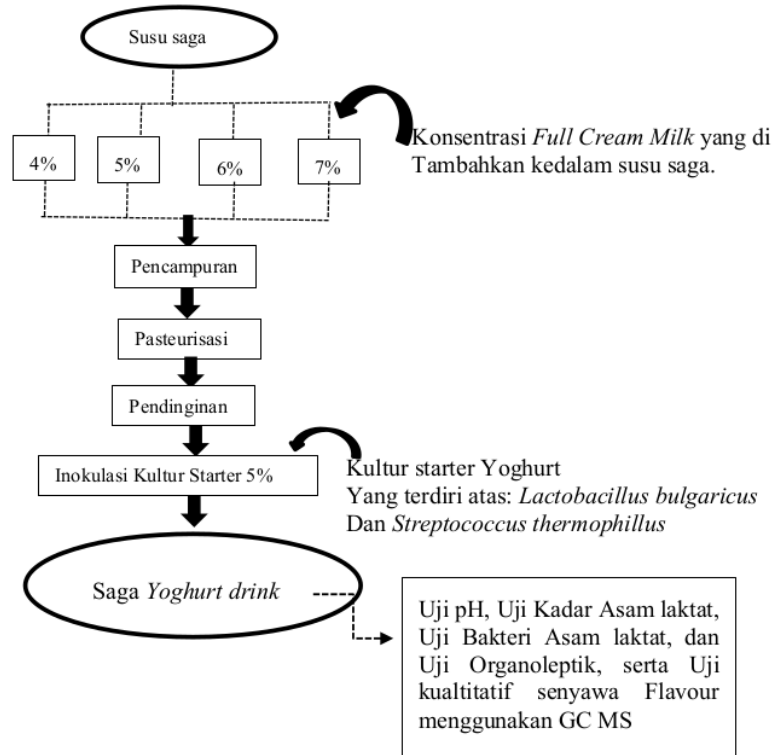 Susu saga
Konsentrasi Full Cream Milk yang di
Tambahkan kedalam susu saga.
4%
5%
6%
7%
Pencampuran
Pasteurisasi
Pendinginan
Inokulasi Kultur Starter 5%
Kultur starter Yoghurt
Yang terdiri atas: Lactobacillus bulgaricus
Dan Streptococcus thermophillus
Saga Yoghurt drink
Uji pH, Uji Kadar Asam laktat,
Uji Bakteri Asam laktat, dan
Uji Organoleptik, serta Uji
kualtitatif senyawa Flavour
menggunakan GC MS